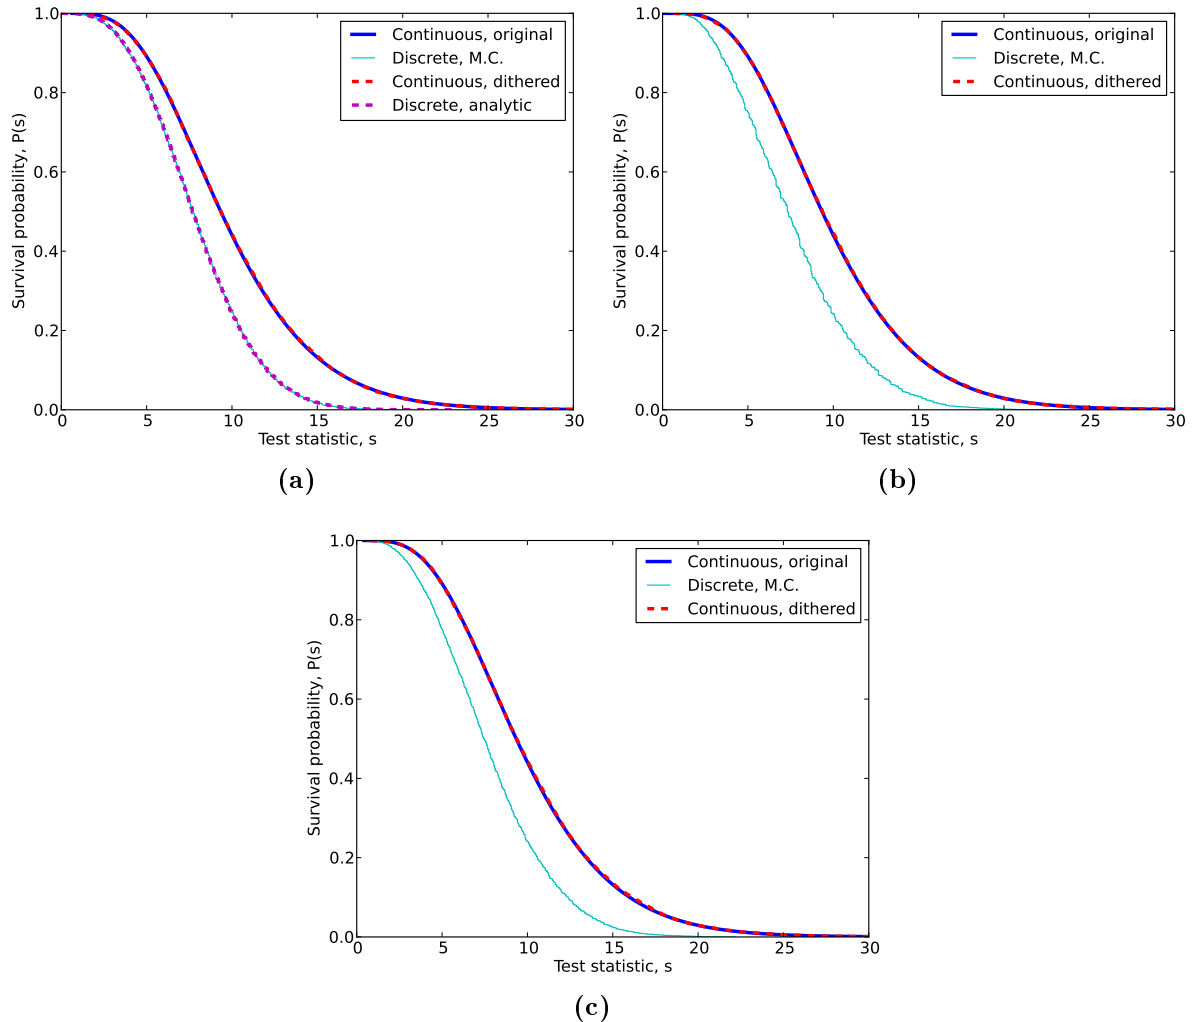 1.0
0.8
0.6
0.4
0.2
0.0
Survival probability, P(s)
0 5 10 15 20 25 30
Test statistic, s
Continuous, original
Discrete, M.C.
Continuous, dithered
Discrete, analytic
(a)
1.0
0.8
0.6
0.4
0.2
0.0
Survival probability, P(s)
0 5 10 15 20 25 30
Test statistic, s
Continuous, original
Discrete, M.C.
Continuous, dithered
(b)
1.0
0.8
0.6
0.4
0.2
0.0
Survival probability, P(s)
0 5 10 15 20 25 30
Test statistic, s
Continuous, original
Discrete, M.C.
Continuous, dithered
(c)